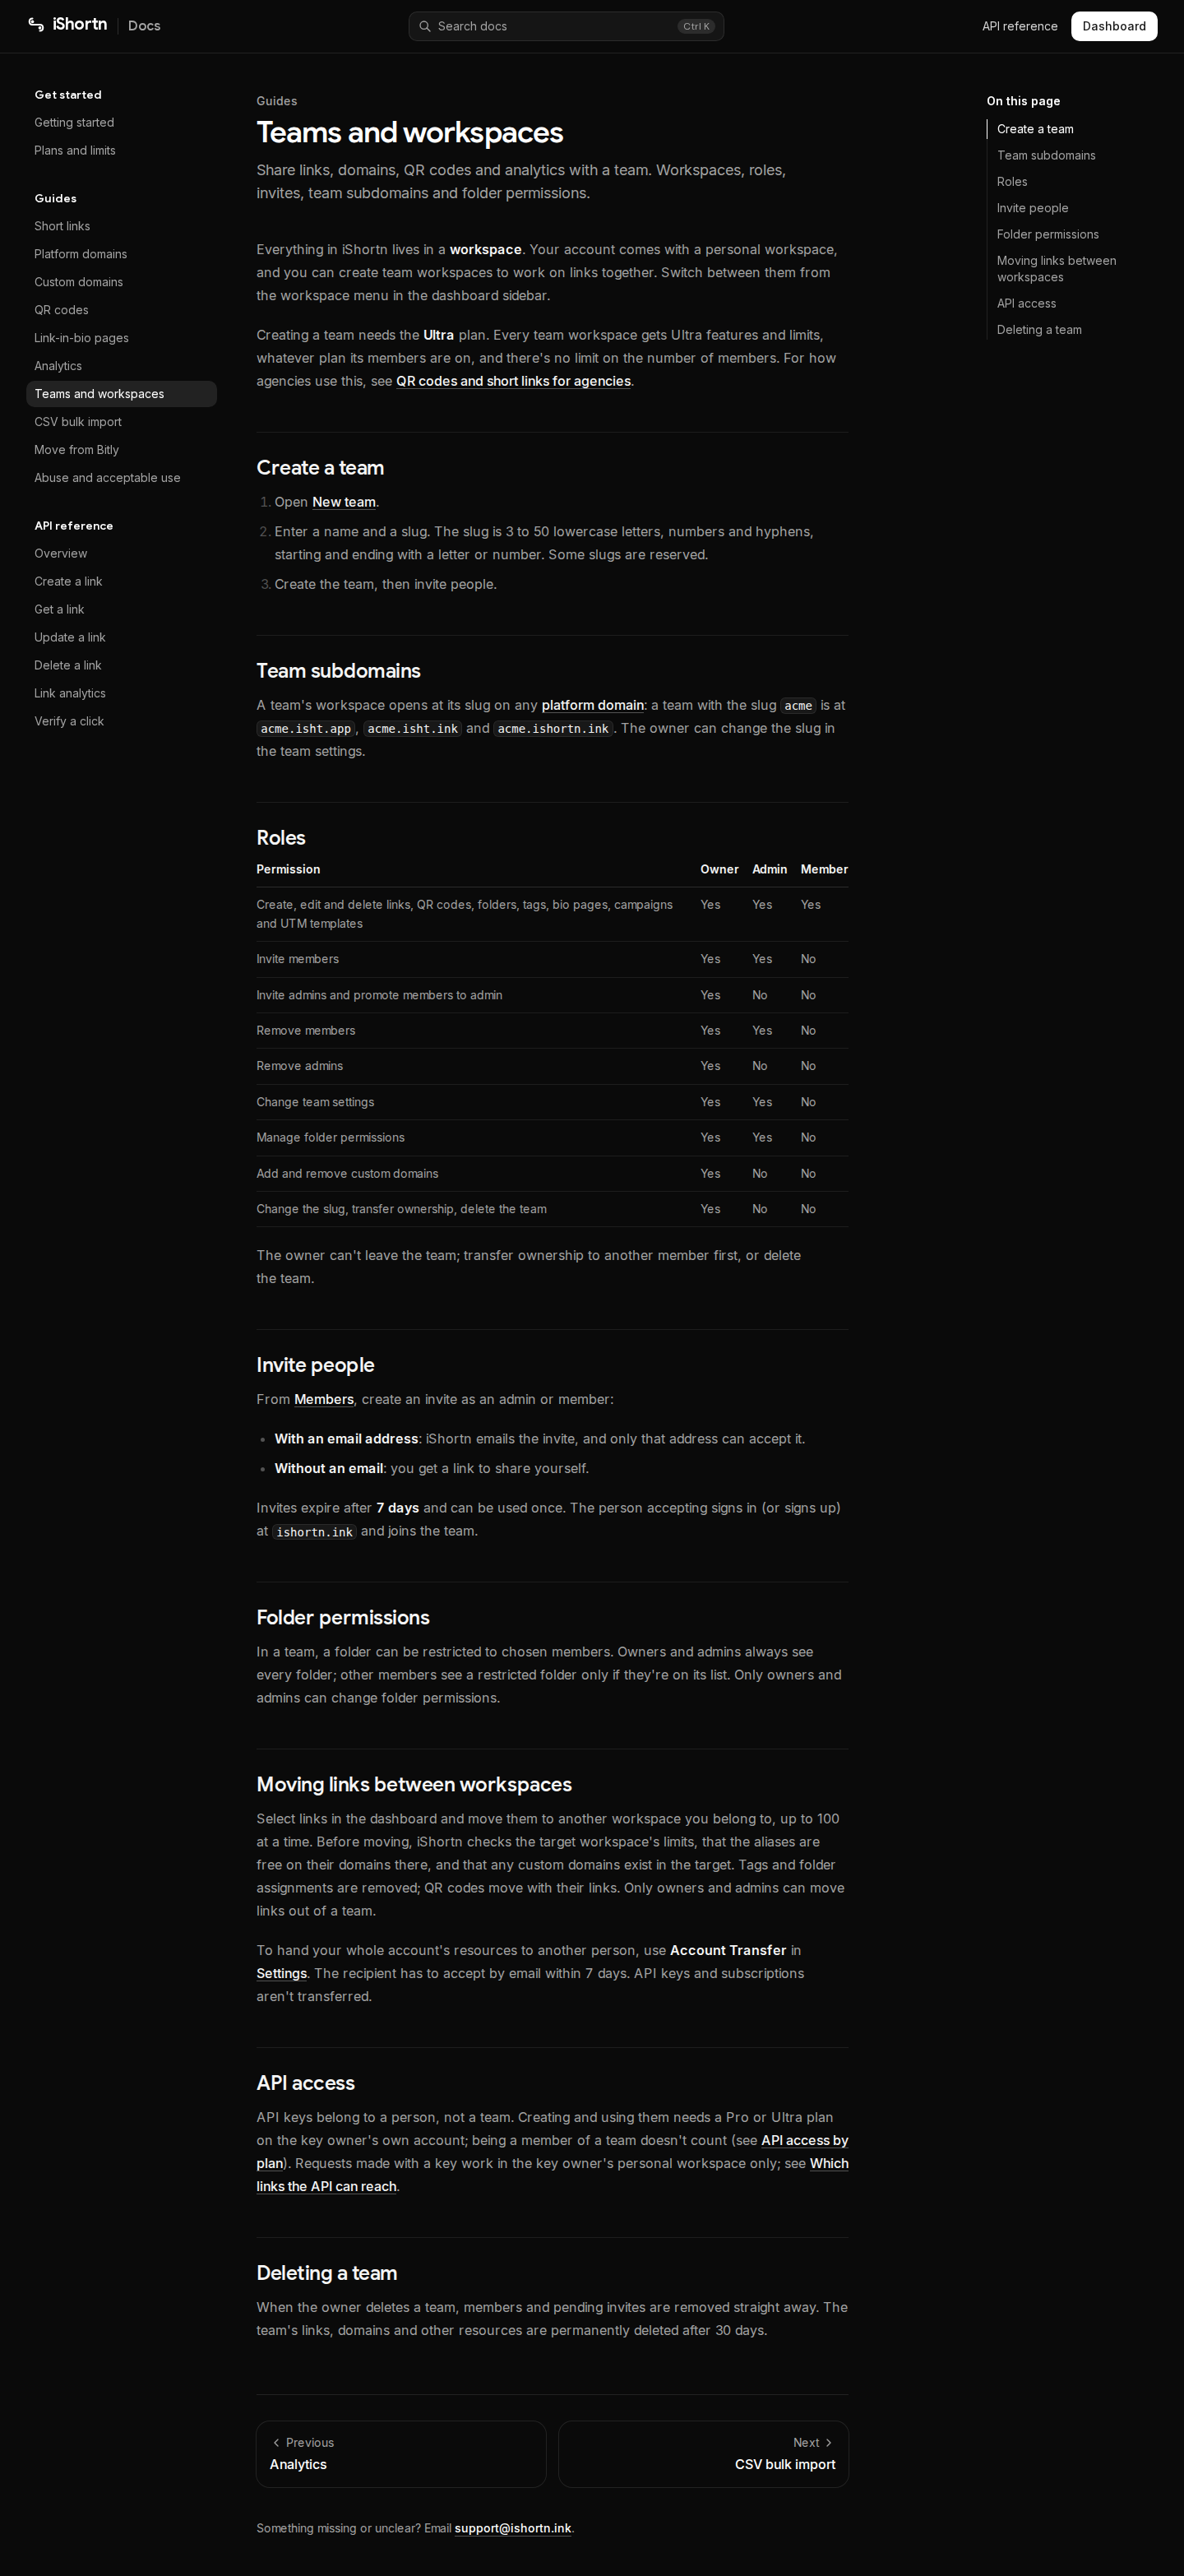 iShortn
Docs
Search docs
Ctrl K
API reference
Dashboard
Get started
Getting started
Plans and limits
Guides
Short links
Platform domains
Custom domains
QR codes
Link-in-bio pages
Analytics
Teams and workspaces
CSV bulk import
Move from Bitly
Abuse and acceptable use
API reference
Overview
Create a link
Get a link
Update a link
Delete a link
Link analytics
Verify a click
Guides
Teams and workspaces
Share links, domains, QR codes and analytics with a team. Workspaces, roles,
invites, team subdomains and folder permissions.
Everything in iShortn lives in a workspace. Your account comes with a personal workspace,
and you can create team workspaces to work on links together. Switch between them from
the workspace menu in the dashboard sidebar.
Creating a team needs the Ultra plan. Every team workspace gets Ultra features and limits,
whatever plan its members are on, and there's no limit on the number of members. For how
agencies use this, see QR codes and short links for agencies.
Create a team
1. Open New team.
2. Enter a name and a slug. The slug is 3 to 50 lowercase letters, numbers and hyphens,
starting and ending with a letter or number. Some slugs are reserved.
3. Create the team, then invite people.
Team subdomains
A team's workspace opens at its slug on any platform domain: a team with the slug acme is at
acme.isht.app, acme.isht.ink and acme.ishortn.ink. The owner can change the slug in
the team settings.
Roles
Permission Owner Admin Member
Create, edit and delete links, QR codes, folders, tags, bio pages, campaigns
and UTM templates Yes Yes Yes
Invite members Yes Yes No
Invite admins and promote members to admin Yes No No
Remove members Yes Yes No
Remove admins Yes No No
Change team settings Yes Yes No
Manage folder permissions Yes Yes No
Add and remove custom domains Yes No No
Change the slug, transfer ownership, delete the team Yes No No
The owner can't leave the team; transfer ownership to another member first, or delete
the team.
Invite people
From Members, create an invite as an admin or member:
• With an email address: iShortn emails the invite, and only that address can accept it.
• Without an email: you get a link to share yourself.
Invites expire after 7 days and can be used once. The person accepting signs in (or signs up)
at ishortn.ink and joins the team.
Folder permissions
In a team, a folder can be restricted to chosen members. Owners and admins always see
every folder; other members see a restricted folder only if they're on its list. Only owners and
admins can change folder permissions.
Moving links between workspaces
Select links in the dashboard and move them to another workspace you belong to, up to 100
at a time. Before moving, iShortn checks the target workspace's limits, that the aliases are
free on their domains there, and that any custom domains exist in the target. Tags and folder
assignments are removed; QR codes move with their links. Only owners and admins can move
links out of a team.
To hand your whole account's resources to another person, use Account Transfer in
Settings. The recipient has to accept by email within 7 days. API keys and subscriptions
aren't transferred.
API access
API keys belong to a person, not a team. Creating and using them needs a Pro or Ultra plan
on the key owner's own account; being a member of a team doesn't count (see API access by
plan). Requests made with a key work in the key owner's personal workspace only; see Which
links the API can reach.
Deleting a team
When the owner deletes a team, members and pending invites are removed straight away. The
team's links, domains and other resources are permanently deleted after 30 days.
Previous
Analytics
Next
CSV bulk import
Something missing or unclear? Email support@ishortn.ink.
On this page
Create a team
Team subdomains
Roles
Invite people
Folder permissions
Moving links between
workspaces
API access
Deleting a team